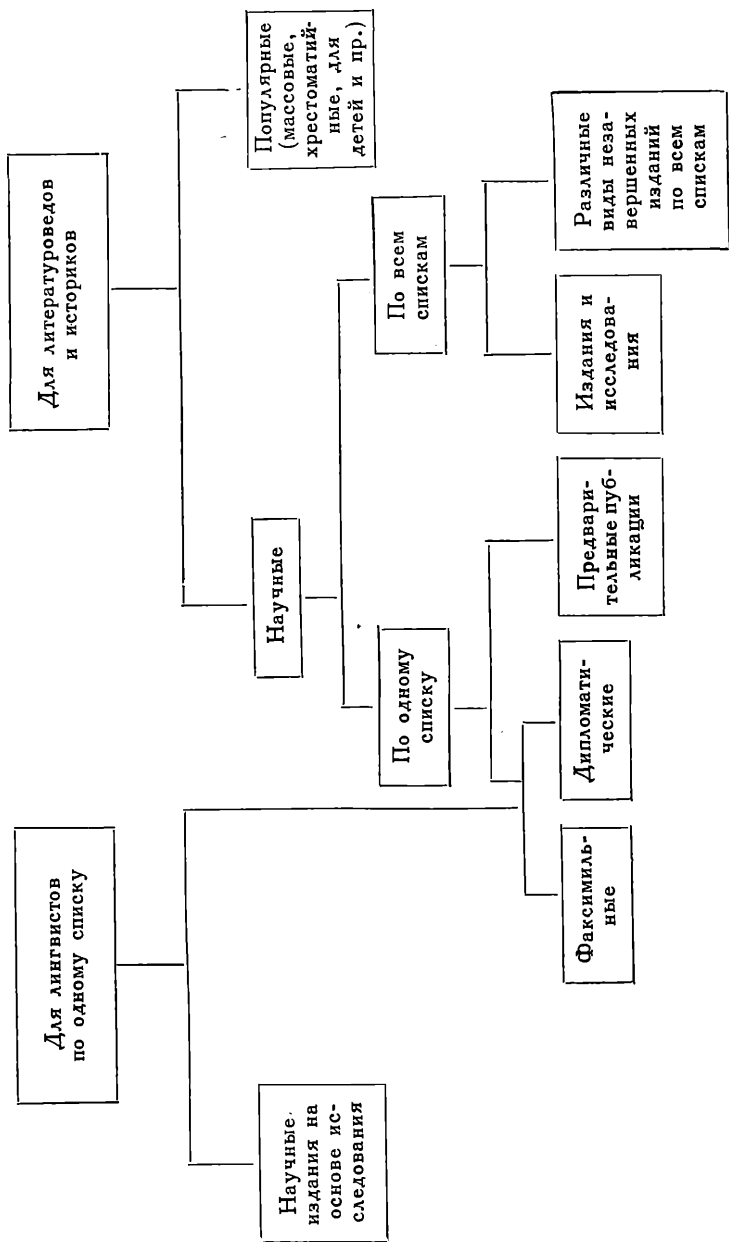 Для лингвистов
по одному списку
Для литературоведов
и историков
Научные
издания на
основе ис-
следования
Научные
Популярные
(массовые,
хрестоматий-
ные, для
детей и пр.)
По одному
списку
По всем
спискам
Факсимиль-
ные
Дипломати-
ческие
Предвари-
тельные пуб-
ликации
Издания и
исследова-
ния
Различные
виды неза-
вершенных
изданий
по всем
спискам